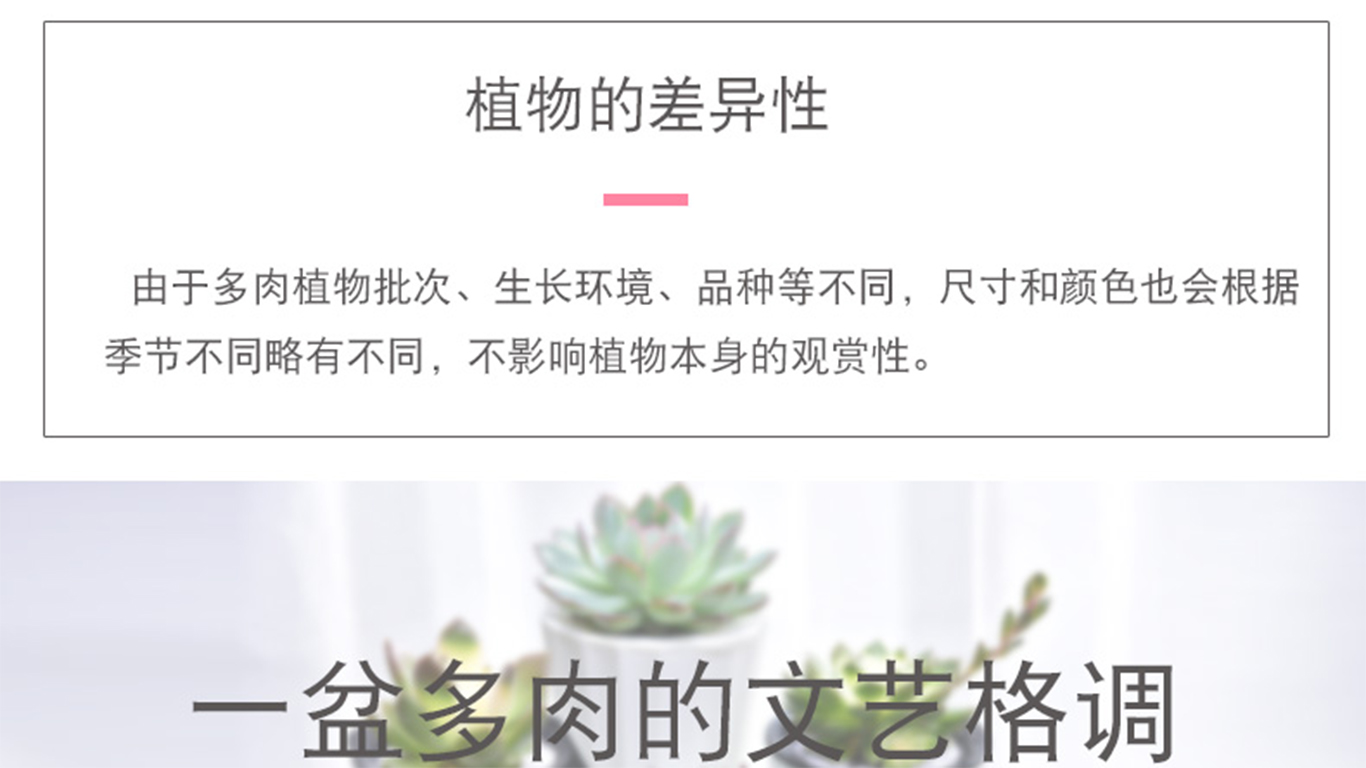 植物的差异性
由于多肉植物批次、生长环境、品种等不同，尺寸和颜色也会根据
季节不同略有不同，不影响植物本身的观赏性。
一盆多肉的文艺格调